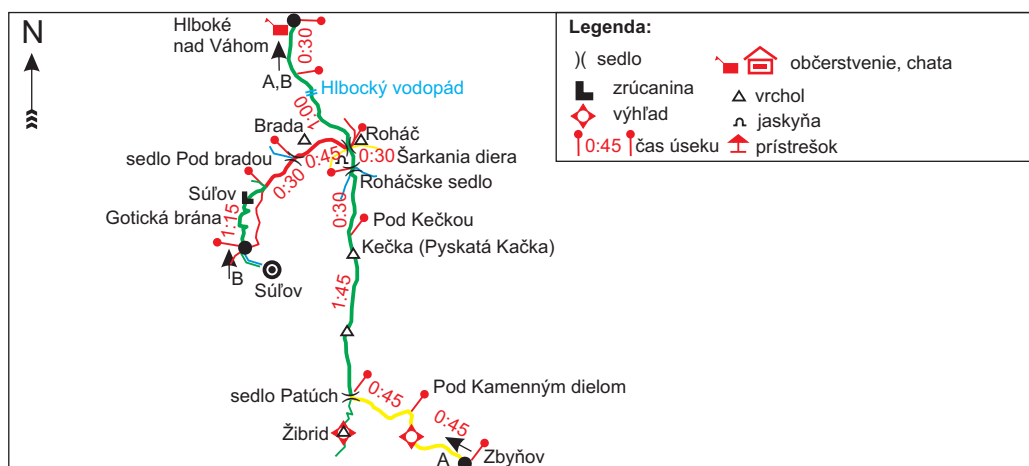 N
Hlboké
nad Váhom
0:30
A,B
Hlbocký vodopád
1:00
Brada
Roháč
sedlo Pod bradou
0:45
0:30
Šarkania diera
0:30
Roháčske sedlo
Súľov
Gotická brána
1:15
0:30
Pod Kečkou
Kečka (Pyskatá Kačka)
B
Súľov
1:45
sedlo Patúch
0:45
Pod Kamenným dielom
0:45
Žibrid
A
Zbyňov
Legenda:
)( sedlo
občerstvenie, chata
zrúcanina
vrchol
výhľad
jaskyňa
0:45 čas úseku
prístrešok